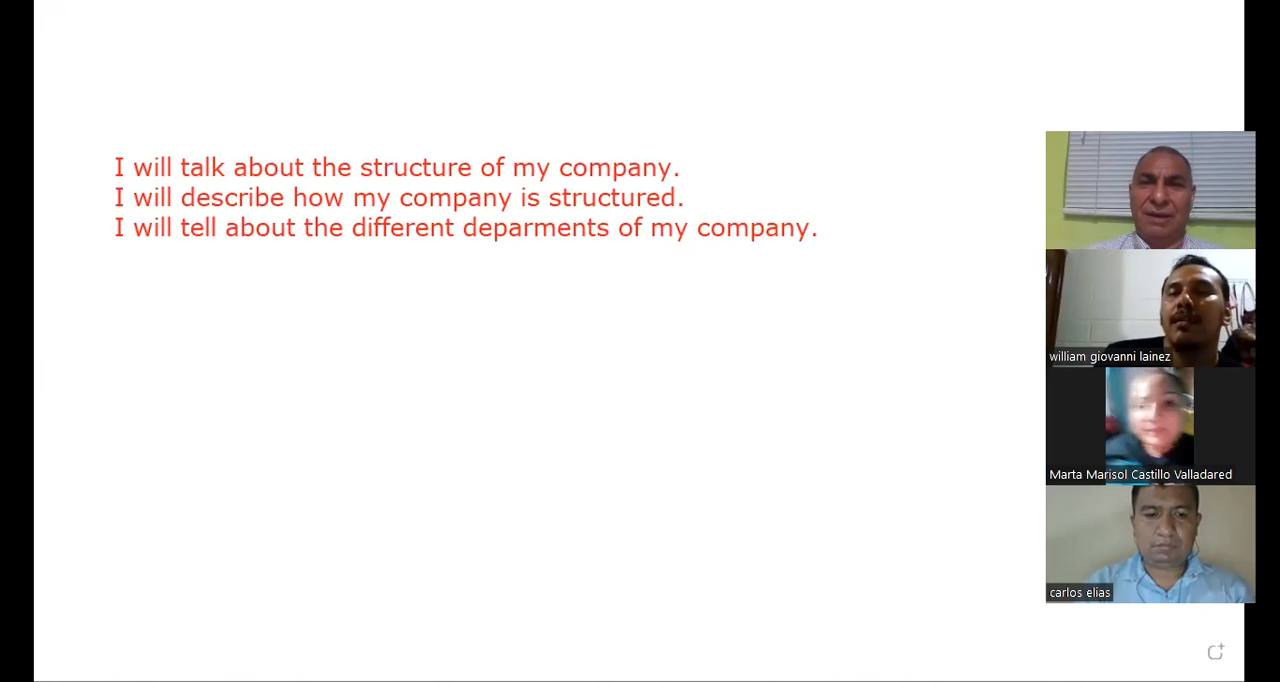 I will talk about the structure of my company.
I will describe how my company is structured.
I will tell about the different deparments of my company.
william giovanni lainez
Marta Marisol Castillo Valladared
carlos elias